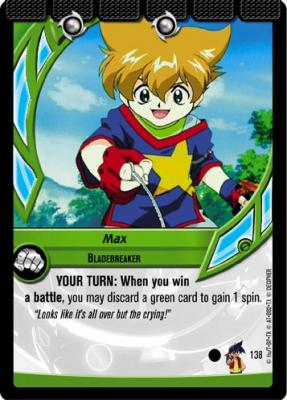 Max
BLADEBREAKER
YOUR TURN: When you win
a battle, you may discard a green card to gain 1 spin.
"Looks like it's all over but the crying!"
138